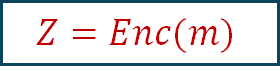 Z = Enc(m)